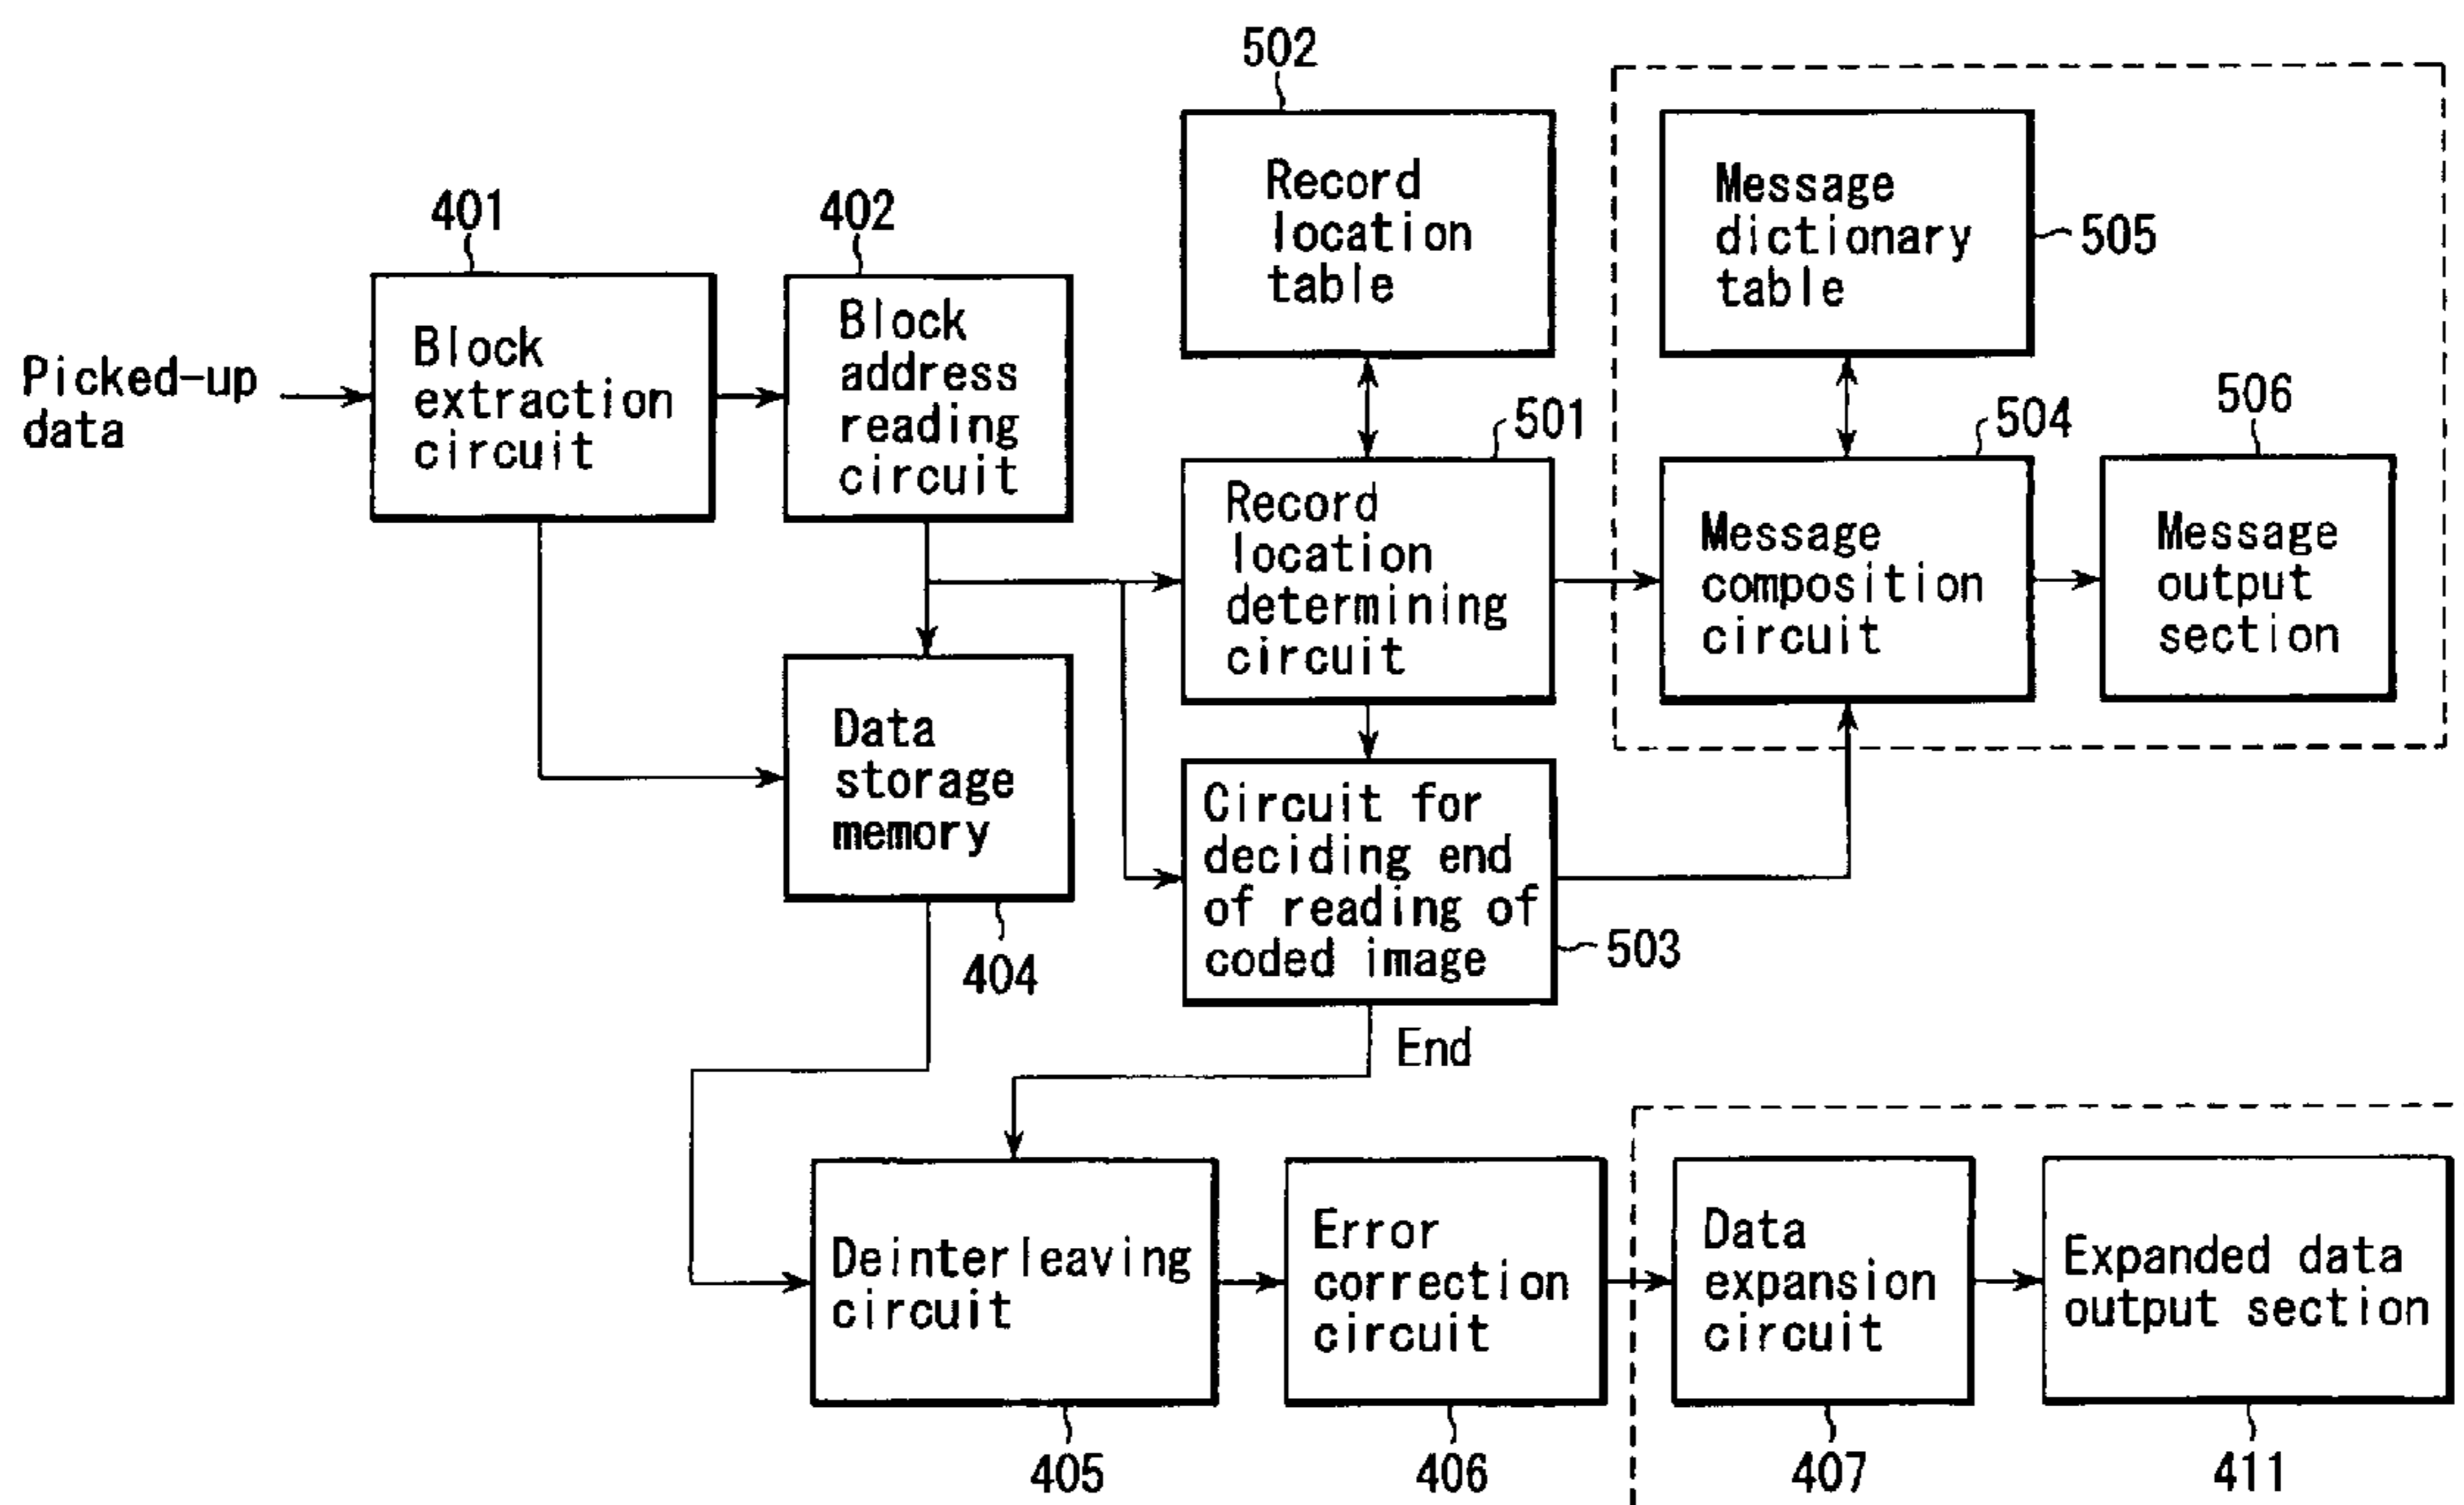 502
Record
location
table
Message
dictionary
table
505
401
402
Picked-up
data
Block
extraction
circuit
Block
address
reading
circuit
501
504
506
Record
location
determining
circuit
Message
composition
circuit
Message
output
section
Data
storage
memory
404
Circuit for
deciding end
of reading of
coded image
503
End
Deinterleaving
circuit
Error
correction
circuit
Data
expansion
circuit
Expanded data
output section
405
406
407
411